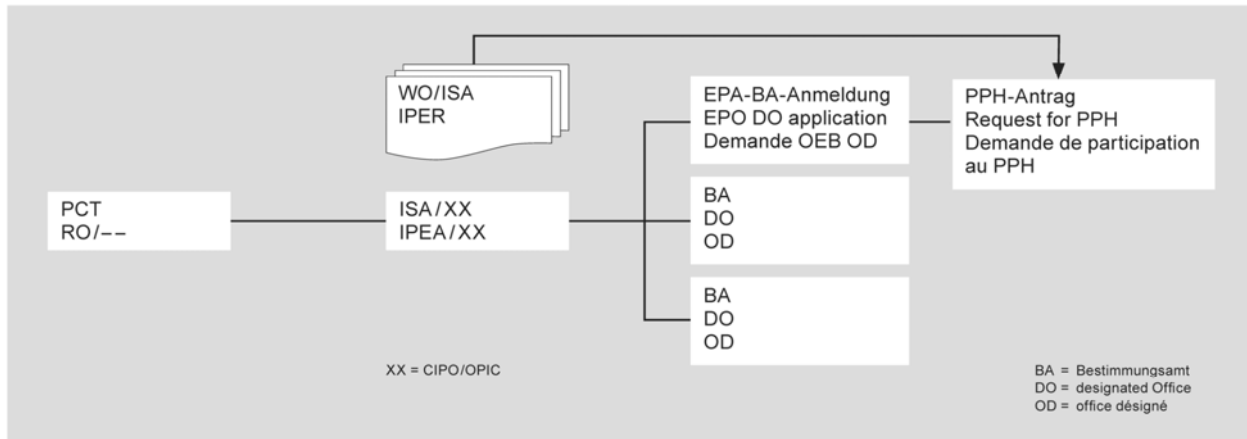 WO/ISA
IPER
EPA-BA-Anmeldung
EPO DO application
Demande OEB OD
PPH-Antrag
Request for PPH
Demande de participation
au PPH
PCT
RO/––
ISA/XX
IPEA/XX
BA
DO
OD
BA
DO
OD
XX = CIPO/OPIC
BA = Bestimmungsamt
DO = designated Office
OD = office désigné